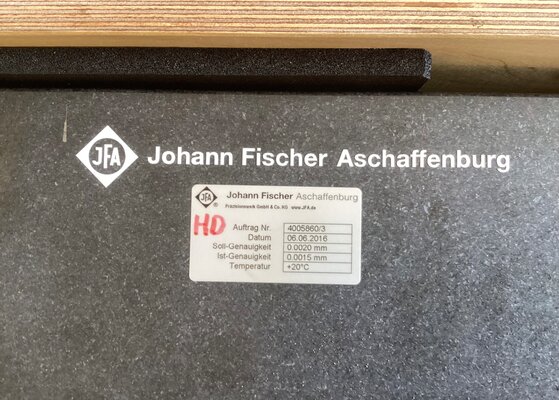 JFA Johann Fischer Aschaffenburg
JFA ® Johann Fischer Aschaffenburg
Präzisionswerk GmbH & Co. KG www.JFA.de
HD
Auftrag Nr. 4005860/3
Datum 06.06.2016
Soll-Genauigkeit 0.0020 mm
Ist-Genauigkeit 0.0015 mm
Temperatur +20°C